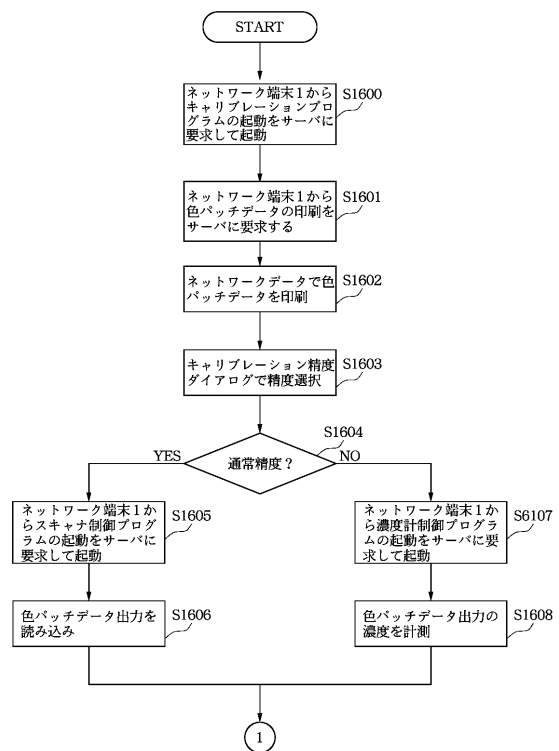 START
ネットワーク端末1から
キャリブレーションプロ
グラムの起動をサーバに
要求して起動
S1600
ネットワーク端末1から
色パッチデータの印刷を
サーバに要求する
S1601
ネットワークデータで色
パッチデータを印刷
S1602
キャリブレーション精度
ダイアログで精度選択
S1603
通常精度?
S1604
YES
NO
ネットワーク端末1か
らスキャナ制御プログラ
ムの起動をサーバに
要求して起動
S1605
ネットワーク端末1か
ら濃度計制御プログラ
ムの起動をサーバに要
求して起動
S6107
色パッチデータ出力を
読み込み
S1606
色パッチデータ出力の
濃度を計測
S1608
1